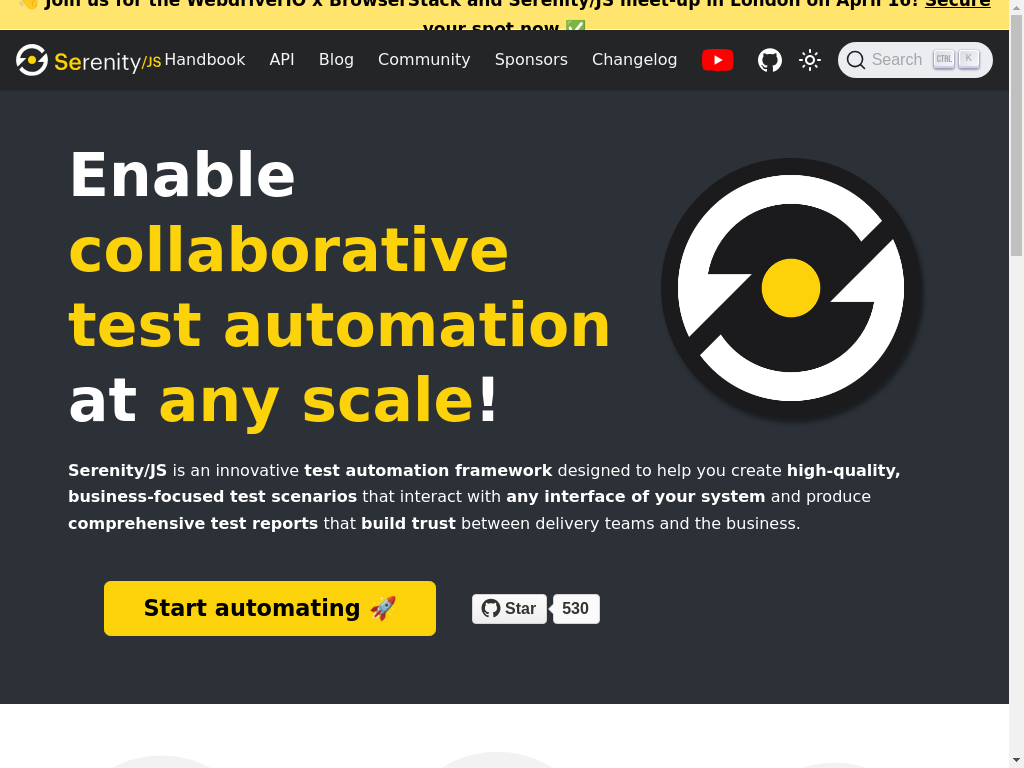 👋 Join us for the WebdriverIO x BrowserStack and Serenity/JS meet-up in London on April 16! Secure
your spot now ✅
Serenity/JS Handbook API Blog Community Sponsors Changelog Search CTRL K
Enable
collaborative
test automation
at any scale!
Serenity/JS is an innovative test automation framework designed to help you create high-quality,
business-focused test scenarios that interact with any interface of your system and produce
comprehensive test reports that build trust between delivery teams and the business.
Start automating 🚀 Star 530